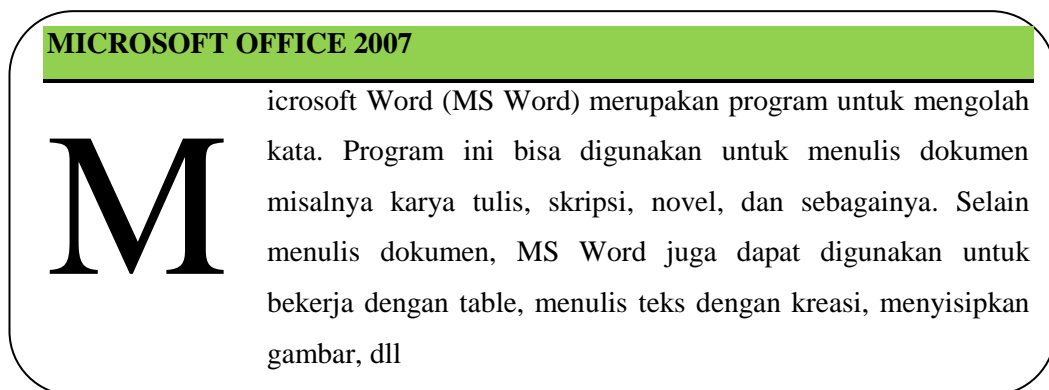 MICROSOFT OFFICE 2007
Microsoft Word (MS Word) merupakan program untuk mengolah
kata. Program ini bisa digunakan untuk menulis dokumen
misalnya karya tulis, skripsi, novel, dan sebagainya. Selain
menulis dokumen, MS Word juga dapat digunakan untuk
bekerja dengan table, menulis teks dengan kreasi, menyisipkan
gambar, dll